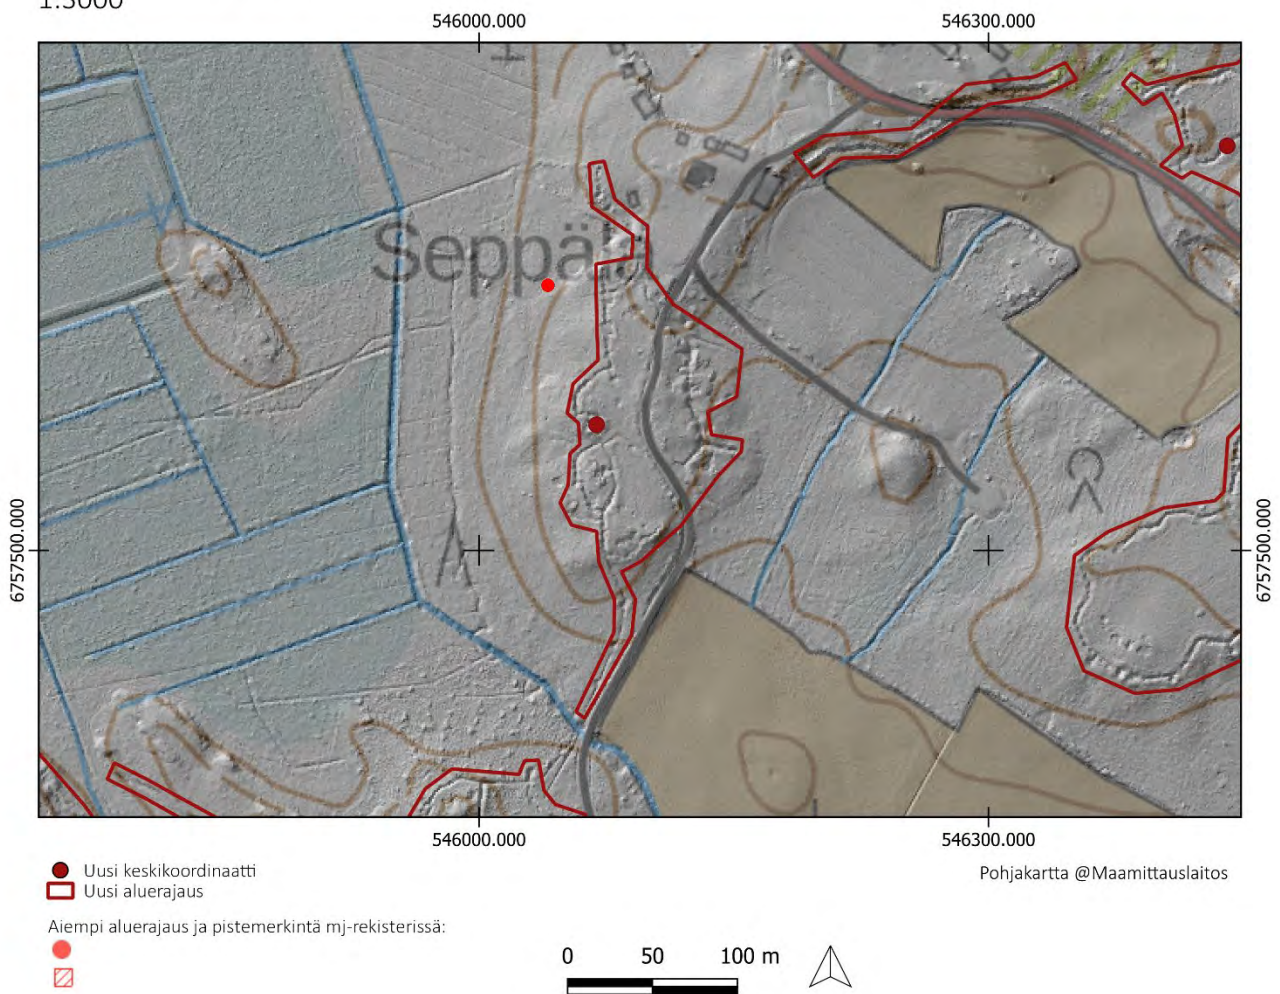 1:5000
546000.000 546300.000
Seppälä
6757500.000 6757500.000
546000.000 546300.000
Uusi keskikoordinaatti
Uusi aluerajaus
Pohjakartta @Maamittauslaitos
Aiempi aluerajaus ja pistemerkintä mj-rekisterissä:
0 50 100 m